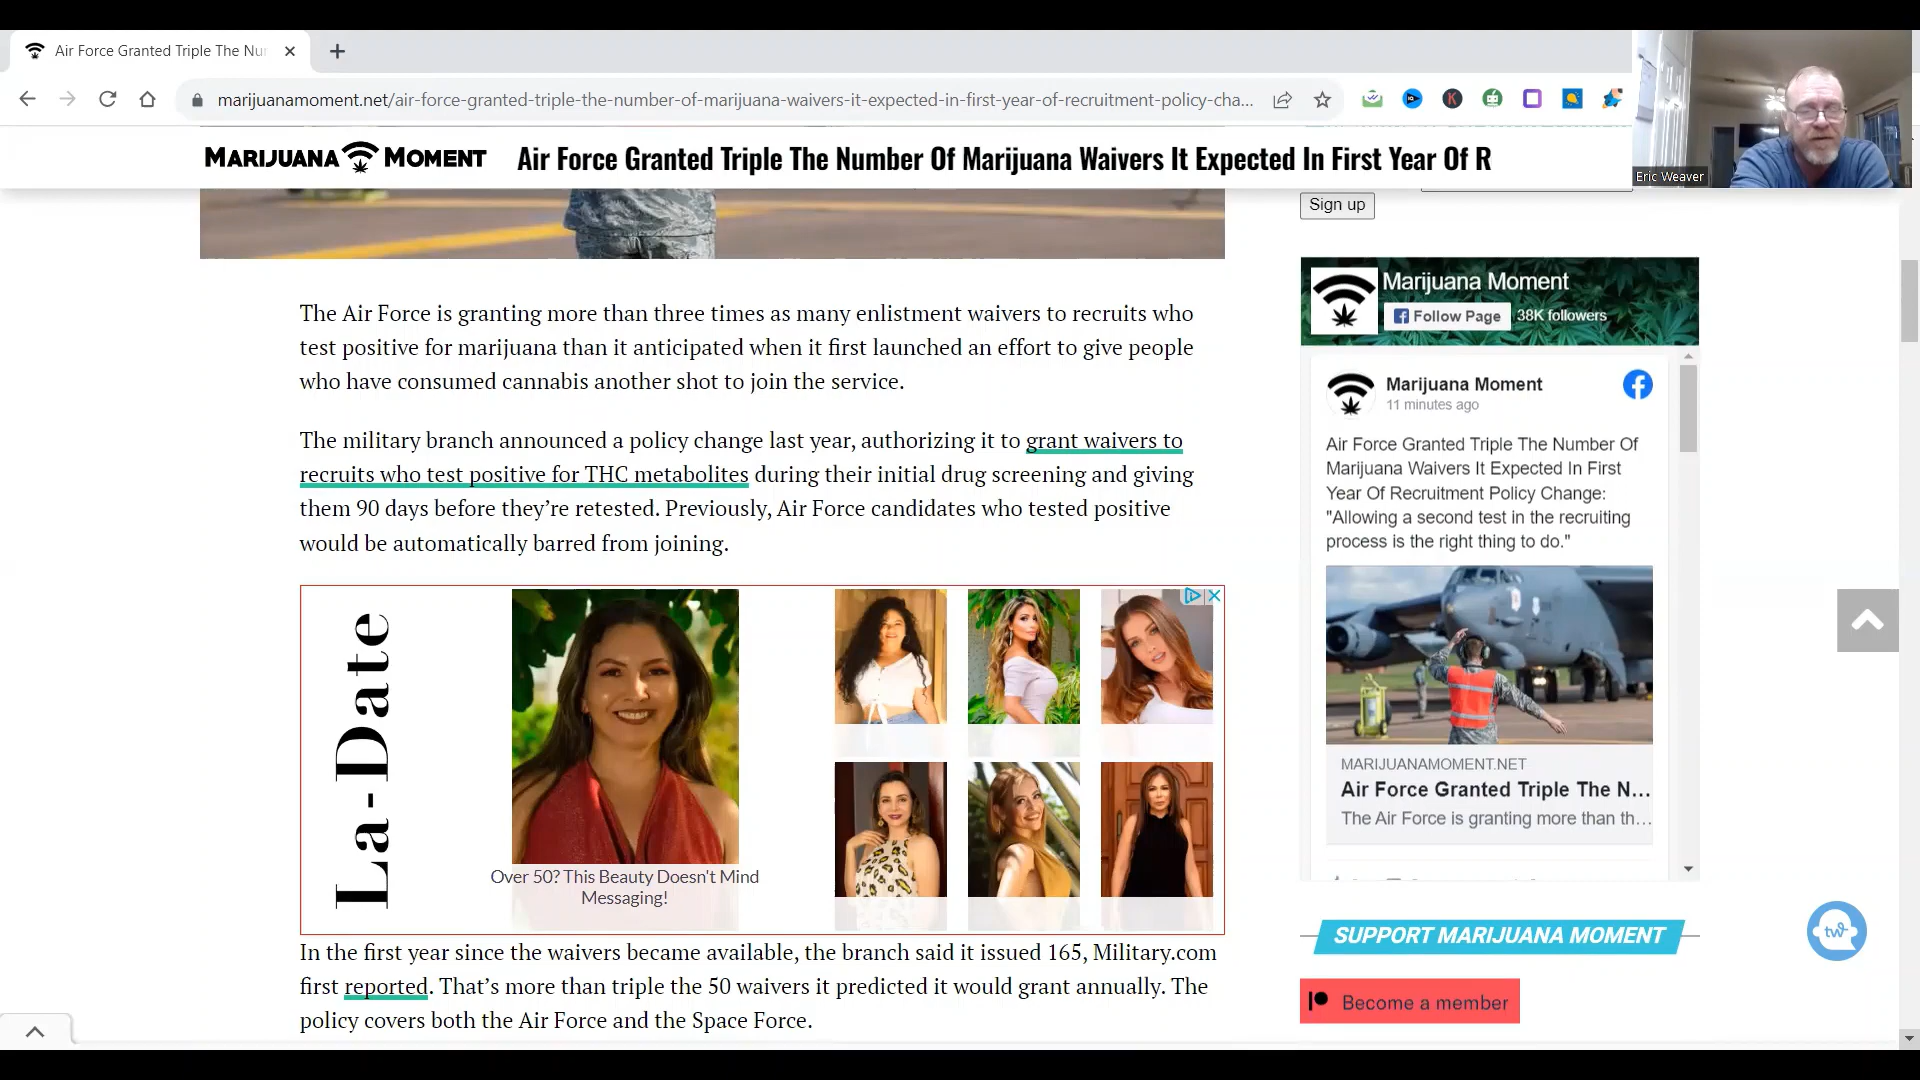 Air Force Granted Triple The Nu
marijuanamoment.net/air-force-granted-triple-the-number-of-marijuana-waivers-it-expected-in-first-year-of-recruitment-policy-cha...
K
Eric Weaver
MARIJUANA MOMENT
Air Force Granted Triple The Number Of Marijuana Waivers It Expected In First Year Of R
The Air Force is granting more than three times as many enlistment waivers to recruits who
test positive for marijuana than it anticipated when it first launched an effort to give people
who have consumed cannabis another shot to join the service.
The military branch announced a policy change last year, authorizing it to grant waivers to
recruits who test positive for THC metabolites during their initial drug screening and giving
them 90 days before they’re retested. Previously, Air Force candidates who tested positive
would be automatically barred from joining.
La-Date
Over 50? This Beauty Doesn't Mind
Messaging!
In the first year since the waivers became available, the branch said it issued 165, Military.com
first reported. That’s more than triple the 50 waivers it predicted it would grant annually. The
policy covers both the Air Force and the Space Force.
Sign up
Marijuana Moment
Follow Page
38K followers
Marijuana Moment
11 minutes ago
Air Force Granted Triple The Number Of
Marijuana Waivers It Expected In First
Year Of Recruitment Policy Change:
"Allowing a second test in the recruiting
process is the right thing to do."
MARIJUANAMOMENT.NET
Air Force Granted Triple The N...
The Air Force is granting more than th...
SUPPORT MARIJUANA MOMENT
Become a member
tw